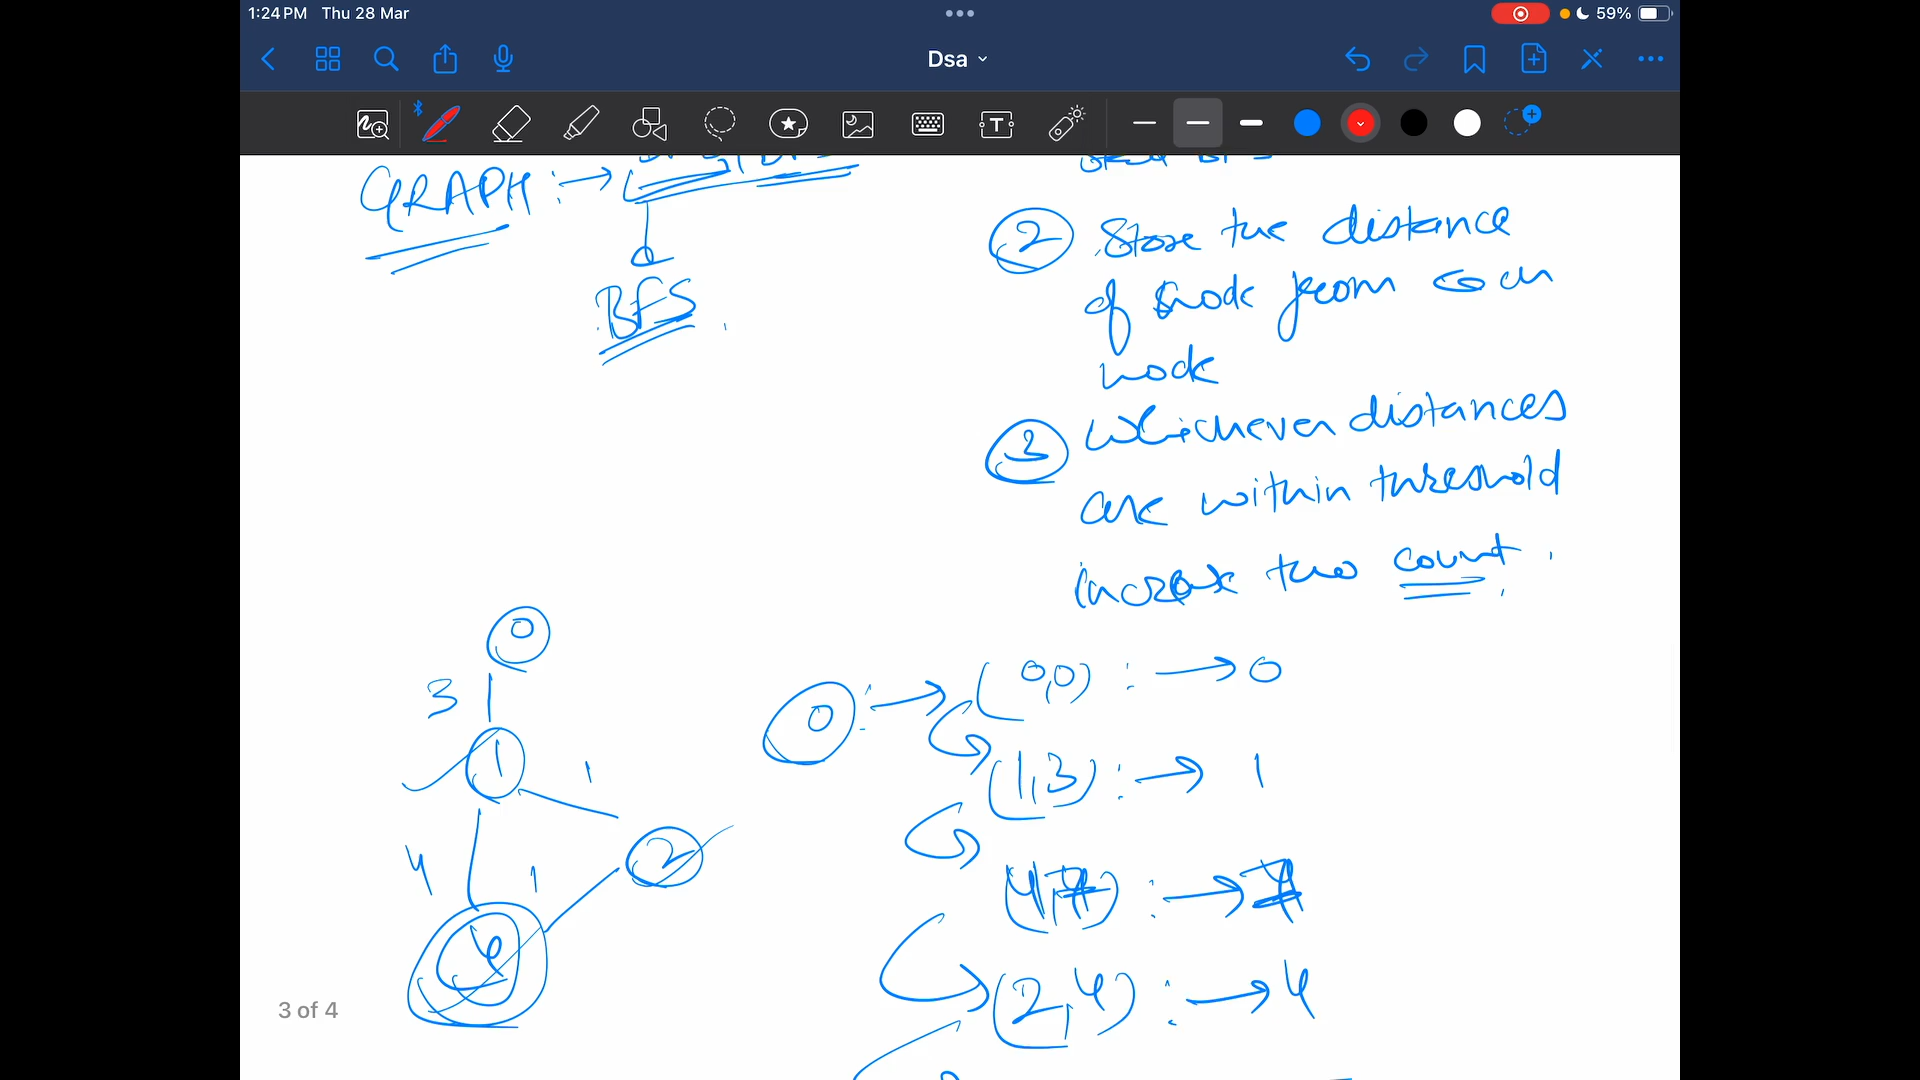 1:24 PM Thu 28 Mar
59%
Dsa
T
GRAPH :→
BFS
2 Store the distance
of node from each
node
3 Whichever distances
are within threshold
increase the count.
0
3
1
1
4
1
2
4
0 :→ (0,0) :→ 0
(1,3) :→ 1
(2,4) :→ 4
3 of 4